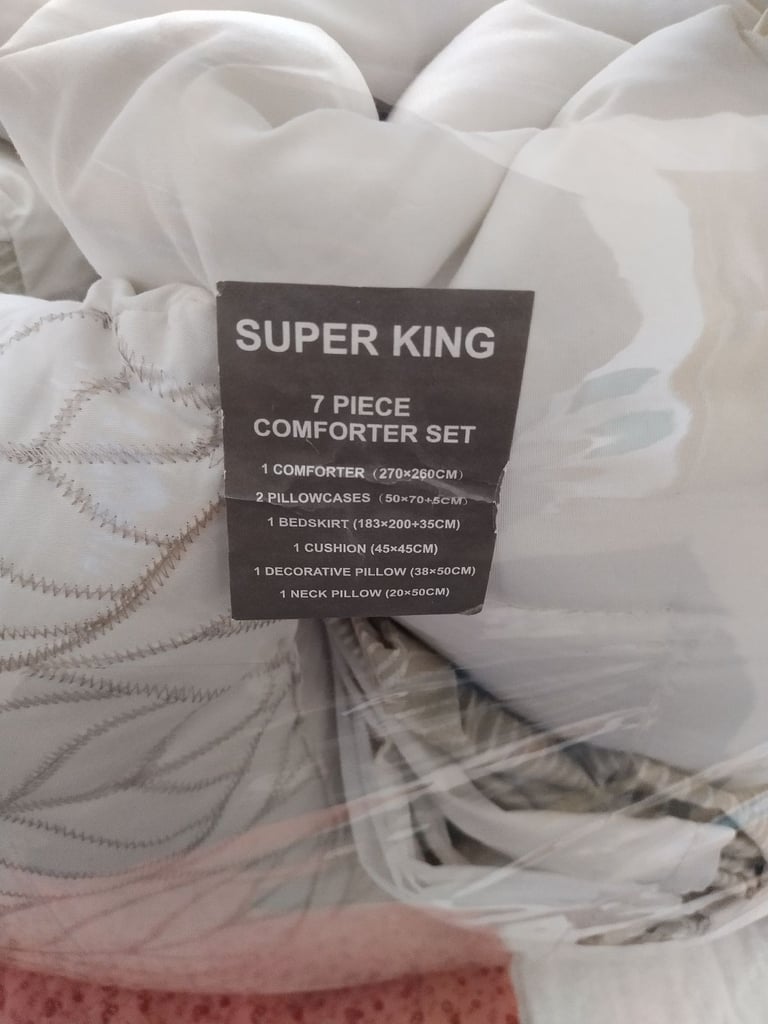 SUPER KING
7 PIECE
COMFORTER SET
1 COMFORTER (270×260CM)
2 PILLOWCASES (50×70+5CM)
1 BEDSKIRT (183×200+35CM)
1 CUSHION (45×45CM)
1 DECORATIVE PILLOW (38×50CM)
1 NECK PILLOW (20×50CM)